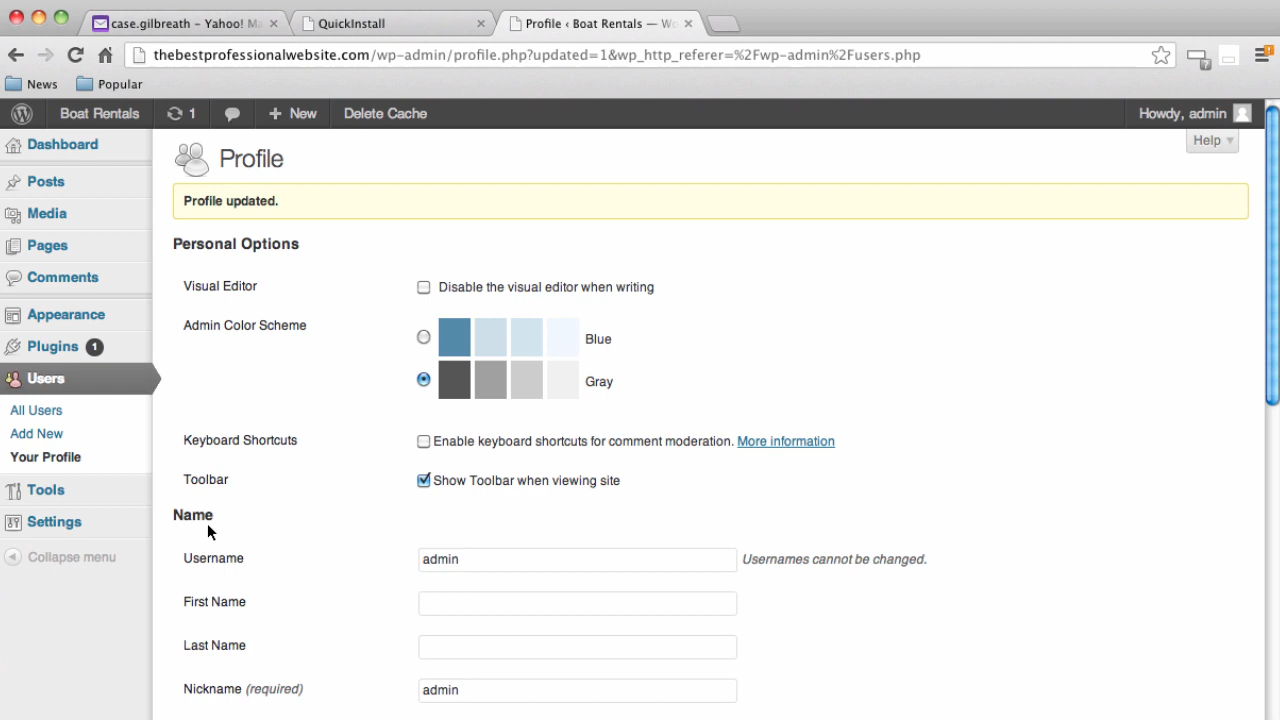 case.gilbreath – Yahoo! Ma
QuickInstall
Profile ‹ Boat Rentals — Wo
thebestprofessionalwebsite.com/wp-admin/profile.php?updated=1&wp_http_referer=%2Fwp-admin%2Fusers.php
News
Popular
Boat Rentals
1
New
Delete Cache
Howdy, admin
Dashboard
Posts
Media
Pages
Comments
Appearance
Plugins 1
Users
All Users
Add New
Your Profile
Tools
Settings
Collapse menu
Help
Profile
Profile updated.
Personal Options
Visual Editor
Disable the visual editor when writing
Admin Color Scheme
Blue
Gray
Keyboard Shortcuts
Enable keyboard shortcuts for comment moderation. More information
Toolbar
Show Toolbar when viewing site
Name
Username
admin
Usernames cannot be changed.
First Name
Last Name
Nickname (required)
admin